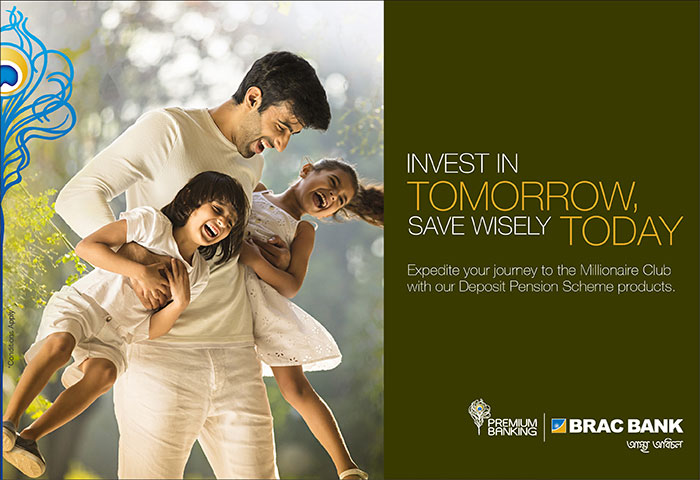 INVEST IN
TOMORROW,
SAVE WISELY TODAY
Expedite your journey to the Millionaire Club
with our Deposit Pension Scheme products.
*Conditions Apply
PREMIUM
BANKING
BRAC BANK
আস্থা অবিচল